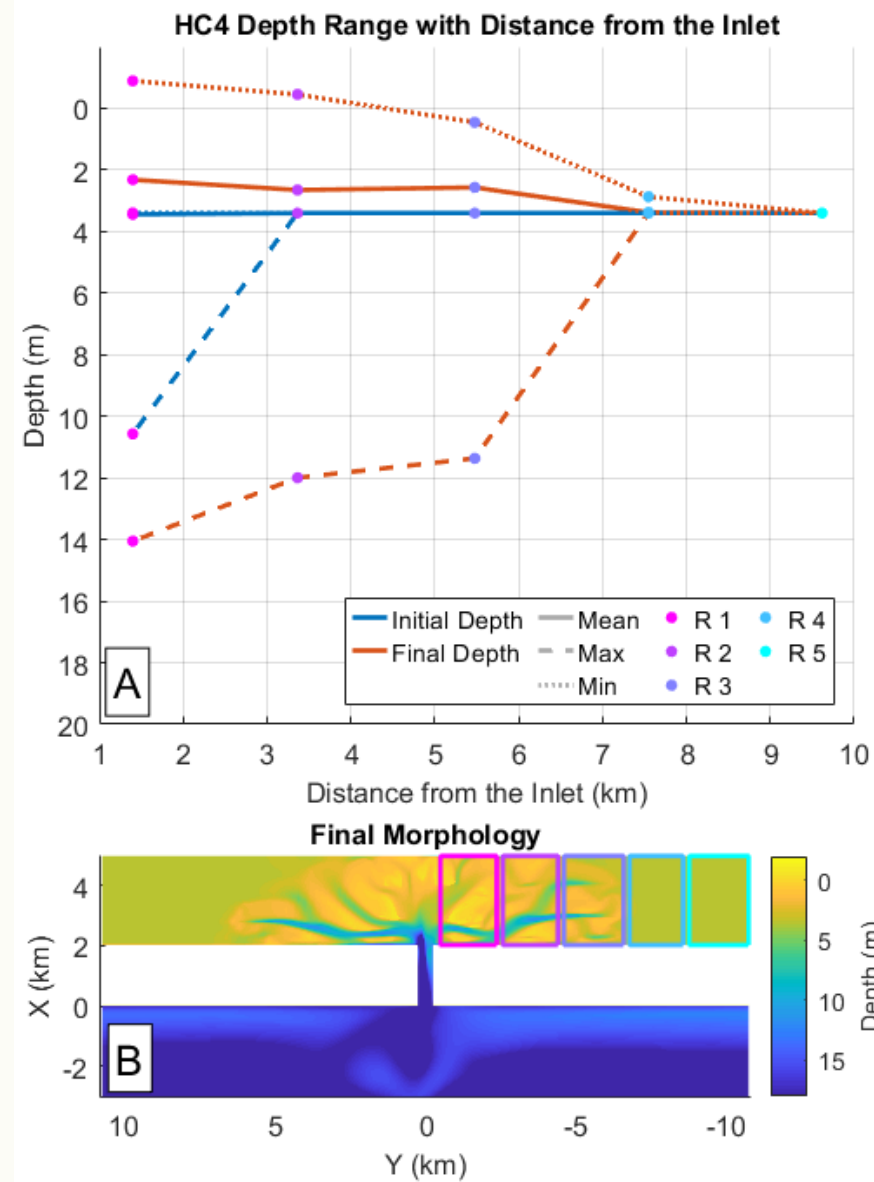 HC4 Depth Range with Distance from the Inlet
0
2
4
6
8
10
12
14
16
18
20
Depth (m)
Initial Depth Mean R 1 R 4
Final Depth Max R 2 R 5
Min R 3
A
1 2 3 4 5 6 7 8 9 10
Distance from the Inlet (km)
Final Morphology
4
2
0
-2
X (km)
B
0
5
10
15
Depth (m)
10 5 0 -5 -10
Y (km)